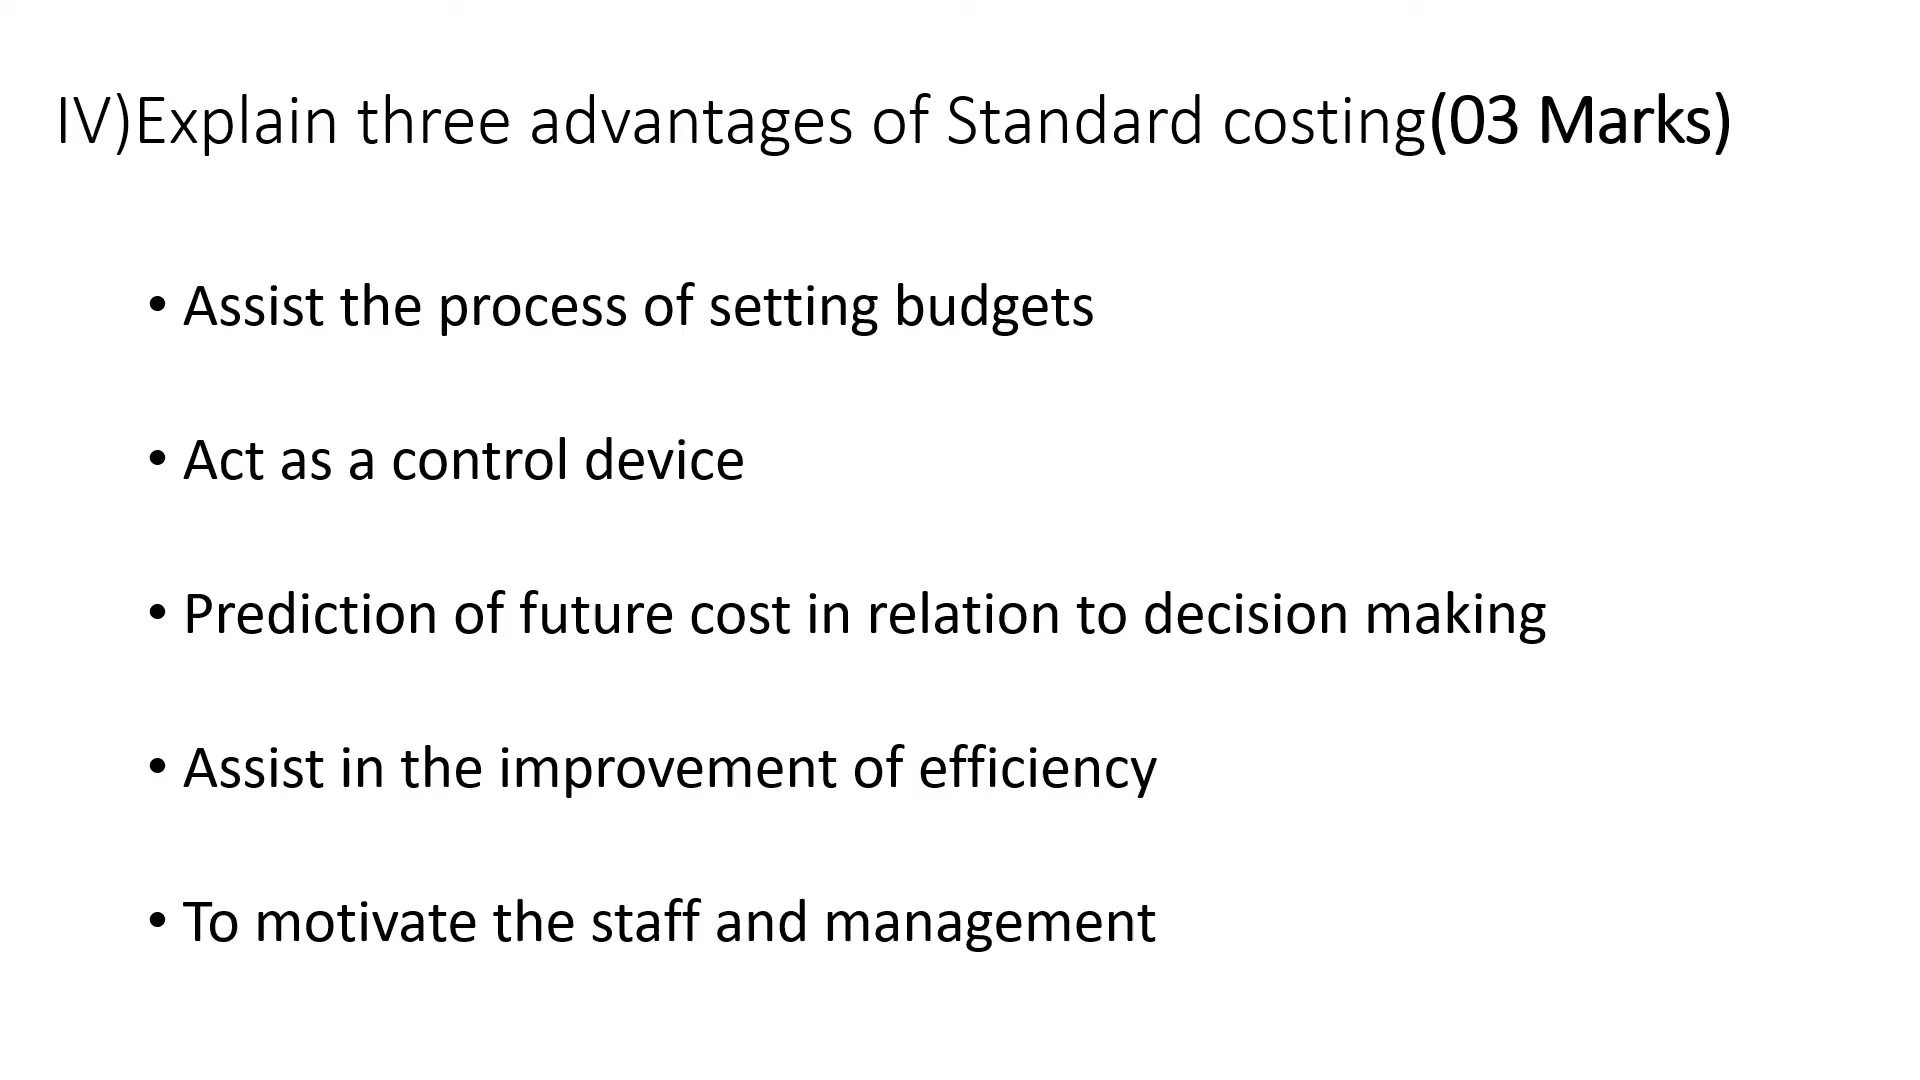 IV)Explain three advantages of Standard costing(03 Marks)
• Assist the process of setting budgets
• Act as a control device
• Prediction of future cost in relation to decision making
• Assist in the improvement of efficiency
• To motivate the staff and management